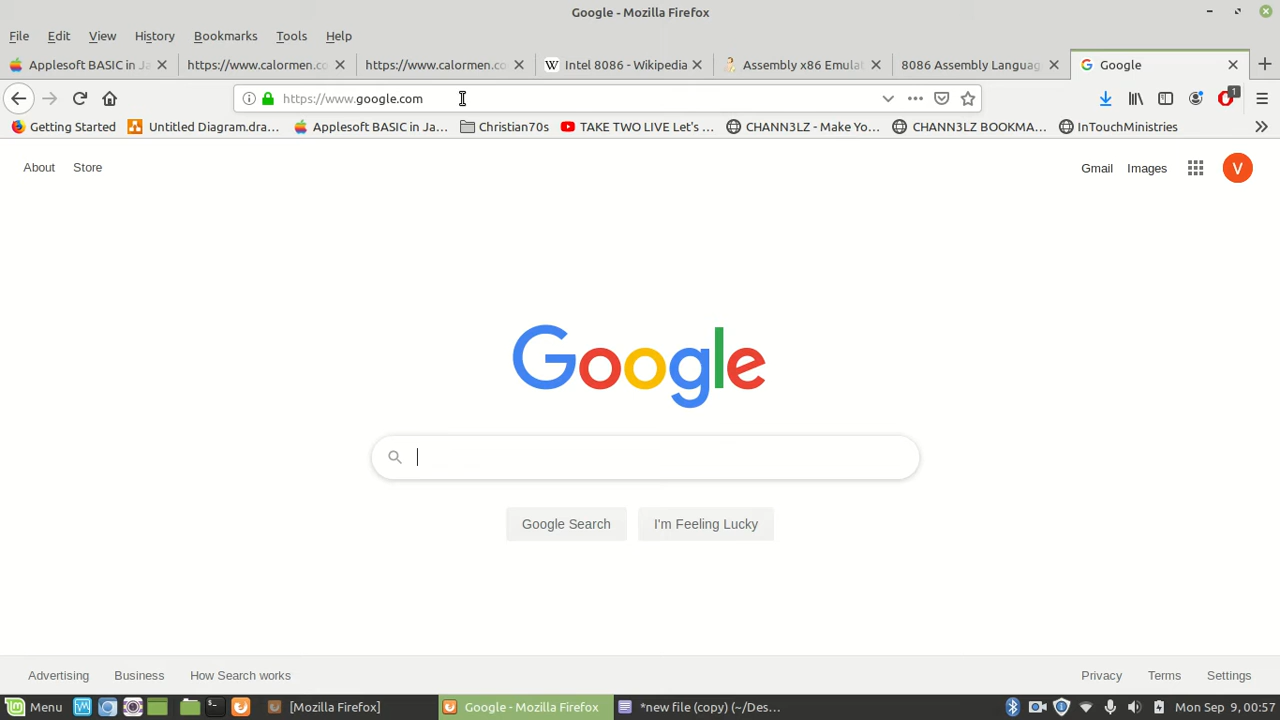 Google - Mozilla Firefox
File Edit View History Bookmarks Tools Help
Applesoft BASIC in Ja https://www.calormen.co https://www.calormen.co Intel 8086 - Wikipedia Assembly x86 Emulat 8086 Assembly Languag Google
https://www.google.com 1
Getting Started Untitled Diagram.dra... Applesoft BASIC in Ja... Christian70s TAKE TWO LIVE Let's ... CHANN3LZ - Make Yo... CHANN3LZ BOOKMA... InTouchMinistries
About Store Gmail Images V
Google
Google Search I'm Feeling Lucky
Advertising Business How Search works Privacy Terms Settings
Menu [Mozilla Firefox] Google - Mozilla Firefox *new file (copy) (~/Des... Mon Sep 9, 00:57